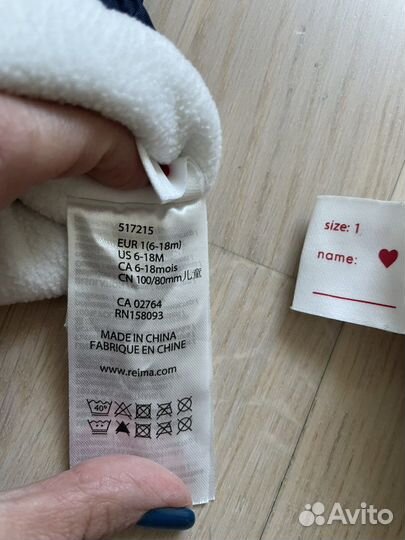 517215
EUR 1(6-18m)
US 6-18M
CA 6-18mois
CN 100/80mm儿童
CA 02764
RN158093
MADE IN CHINA
FABRIQUE EN CHINE
www.reima.com
40°
size: 1
name:
Avito